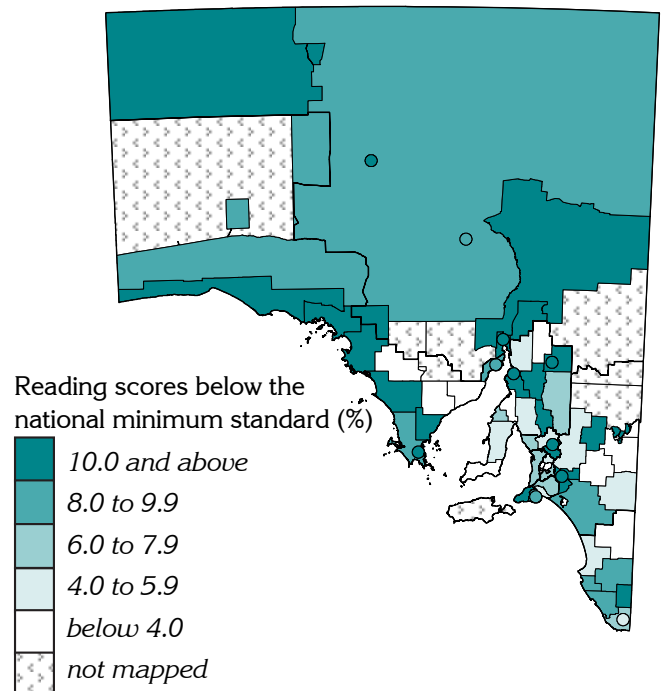 Reading scores below the
national minimum standard (%)
10.0 and above
8.0 to 9.9
6.0 to 7.9
4.0 to 5.9
below 4.0
not mapped